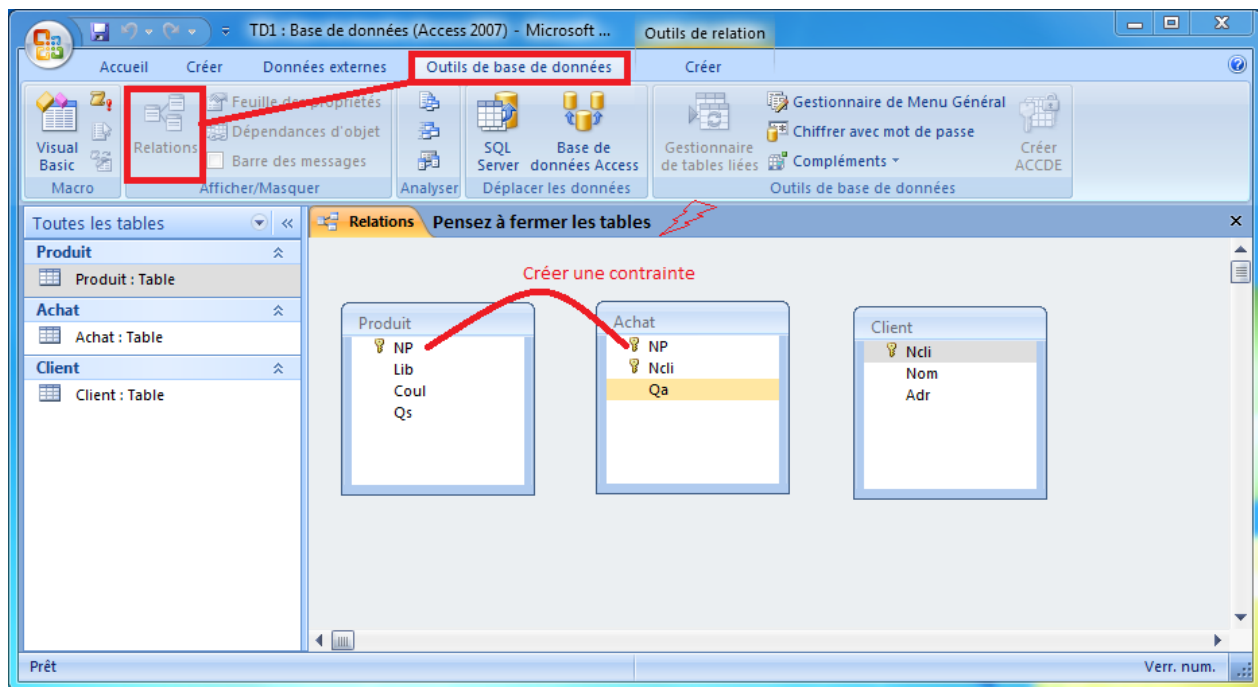 TD1 : Base de données (Access 2007) - Microsoft ...
Outils de relation
Accueil
Créer
Données externes
Outils de base de données
Créer
Visual Basic
Relations
Feuille des propriétés
Dépendances d'objet
Barre des messages
SQL Server
Base de données Access
Gestionnaire de tables liées
Gestionnaire de Menu Général
Chiffrer avec mot de passe
Compléments
Créer ACCDE
Macro
Afficher/Masquer
Analyser
Déplacer les données
Outils de base de données
Toutes les tables
Produit
Produit : Table
Achat
Achat : Table
Client
Client : Table
Relations
Pensez à fermer les tables
Créer une contrainte
Produit
NP
Lib
Coul
Qs
Achat
NP
Ncli
Qa
Client
Ncli
Nom
Adr
Prêt
Verr. num.